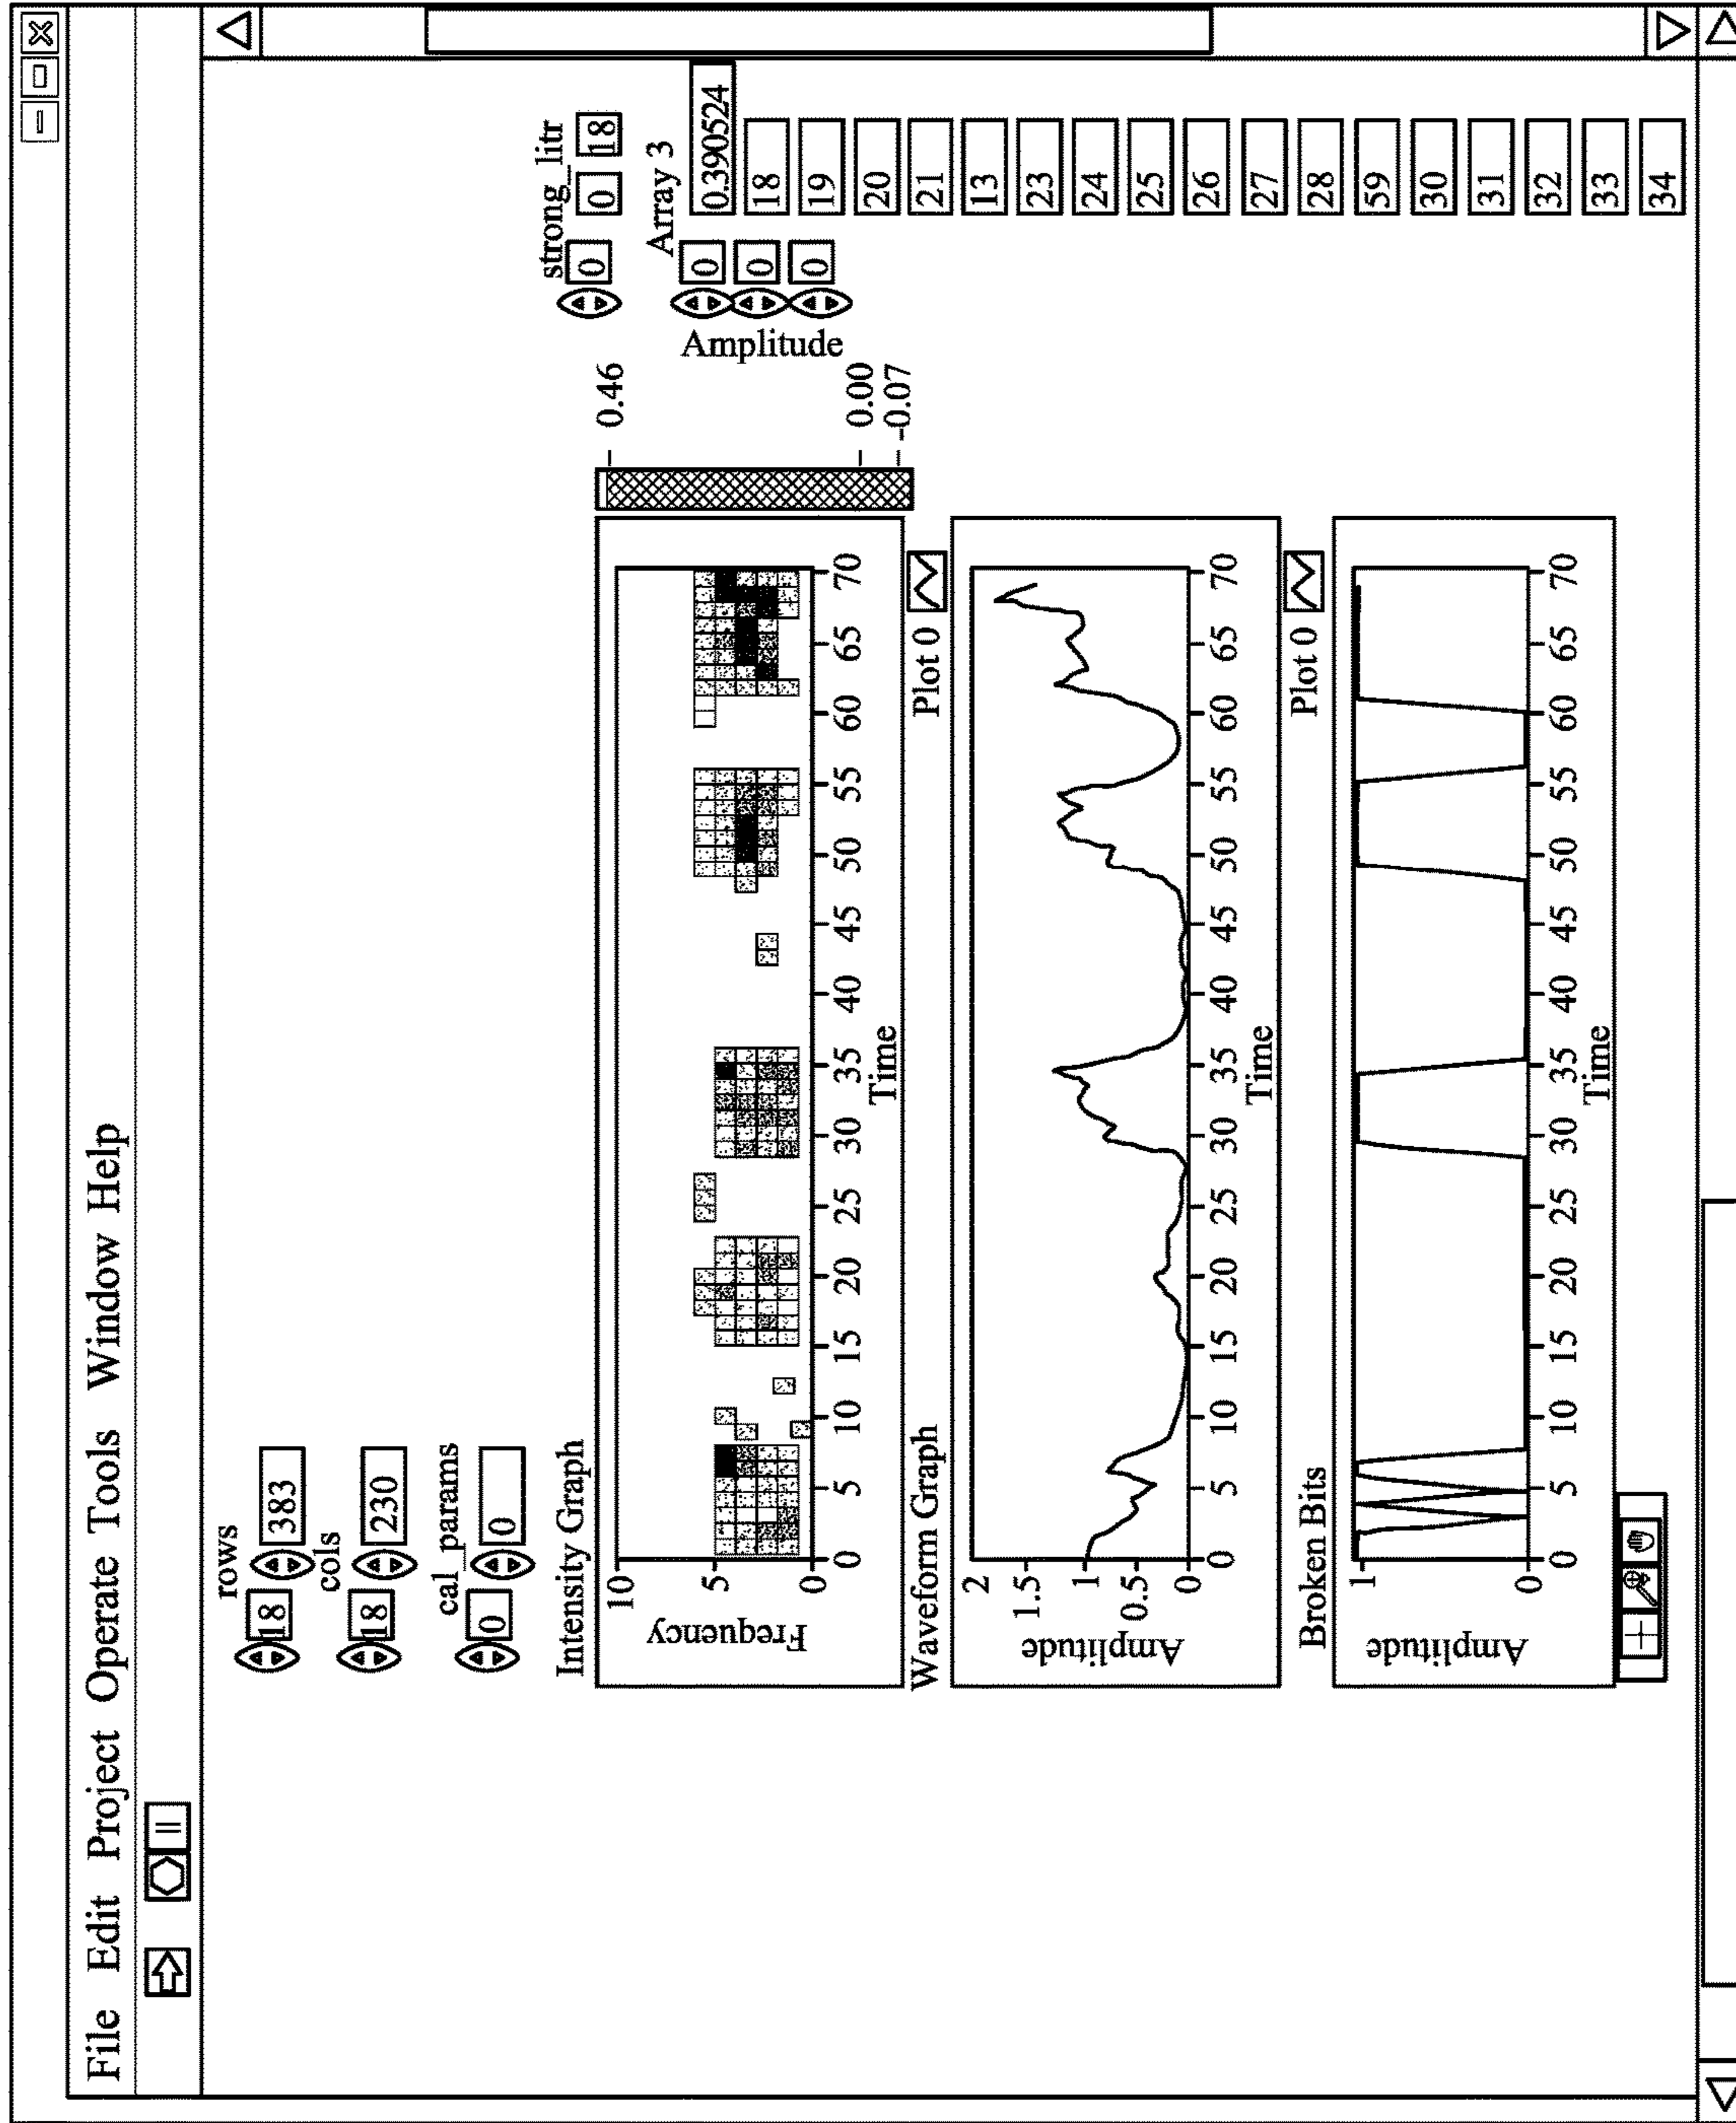 File Edit Project Operate Tools Window Help
rows
18 383
cols
18 230
cal_params
0 0
Intensity Graph
Frequency
10
5
0
0 5 10 15 20 25 30 35 40 45 50 55 60 65 70
Time
0.46
0.00
-0.07
Amplitude
strong_litr
0 0 18
Array 3
0 0.390524
0 18
0 19
20
21
13
23
24
25
26
27
28
59
30
31
32
33
34
Waveform Graph
Plot 0
Amplitude
2
1.5
1
0.5
0
0 5 10 15 20 25 30 35 40 45 50 55 60 65 70
Time
Broken Bits
Plot 0
Amplitude
1
0
0 5 10 15 20 25 30 35 40 45 50 55 60 65 70
Time